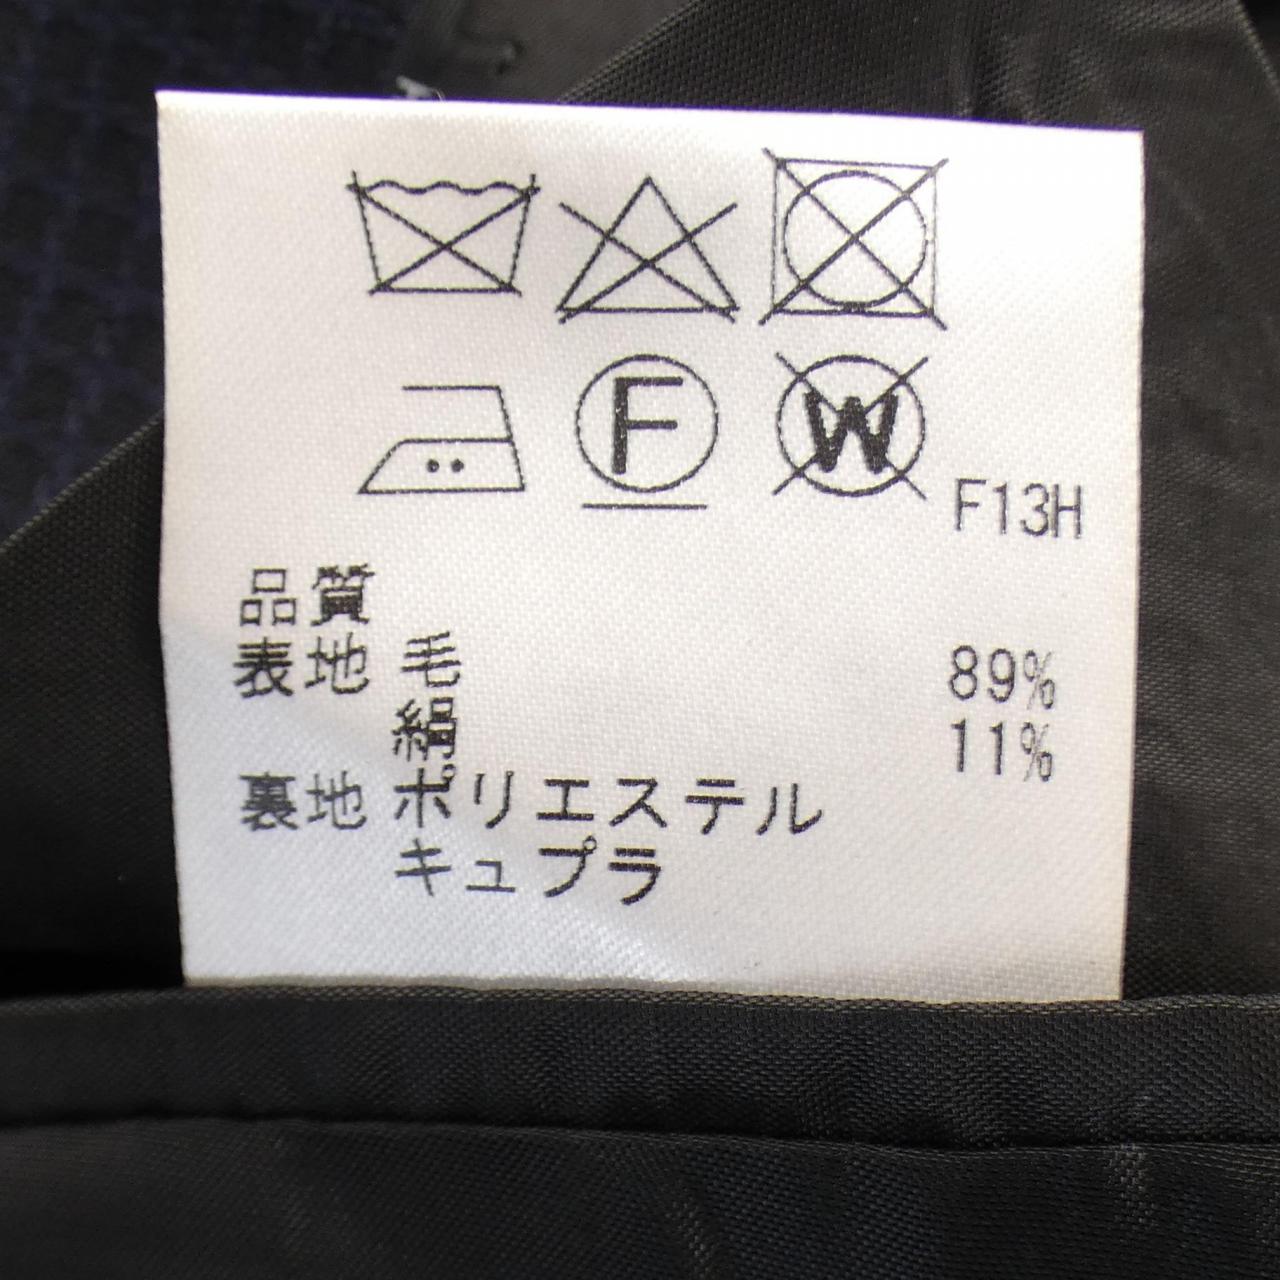 F W
F13H
品質
表地 毛 89%
絹 11%
裏地 ポリエステル
キュプラ